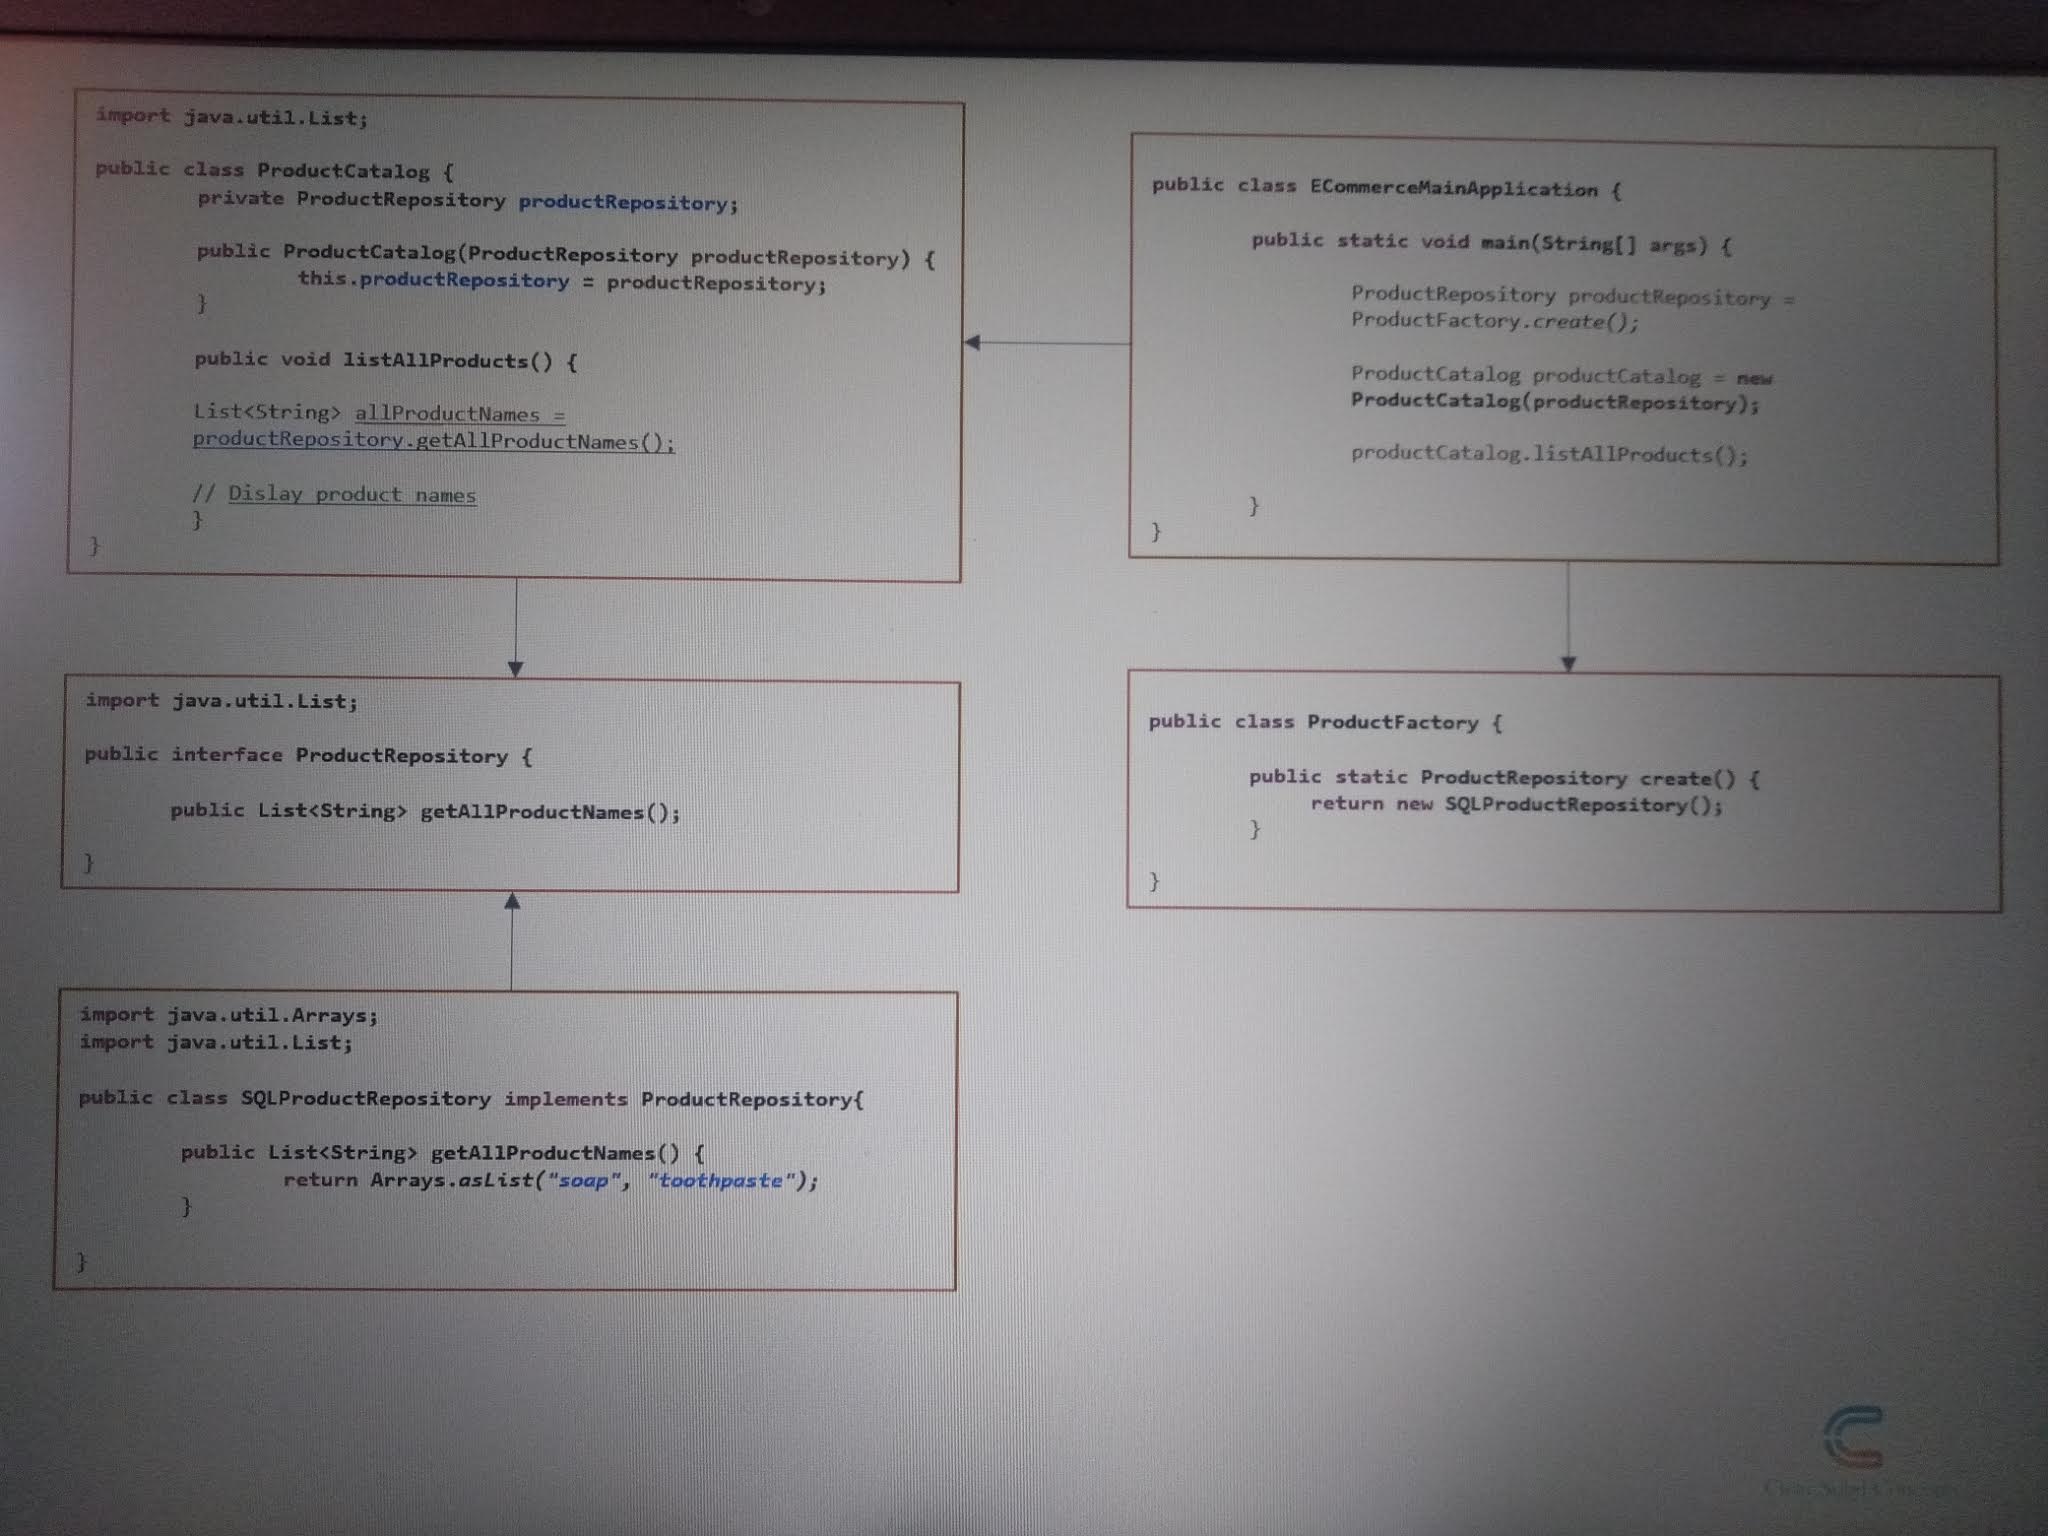 import java.util.List;
public class ProductCatalog {
private ProductRepository productRepository;
public ProductCatalog(ProductRepository productRepository) {
this.productRepository = productRepository;
}
public void listAllProducts() {
List<String> allProductNames =
productRepository.getAllProductNames();
// Dislay product names
}
}
public class ECommerceMainApplication {
public static void main(String[] args) {
ProductRepository productRepository =
ProductFactory.create();
ProductCatalog productCatalog = new
ProductCatalog(productRepository);
productCatalog.listAllProducts();
}
}
import java.util.List;
public interface ProductRepository {
public List<String> getAllProductNames();
}
public class ProductFactory {
public static ProductRepository create() {
return new SQLProductRepository();
}
}
import java.util.Arrays;
import java.util.List;
public class SQLProductRepository implements ProductRepository{
public List<String> getAllProductNames() {
return Arrays.asList("soap", "toothpaste");
}
}